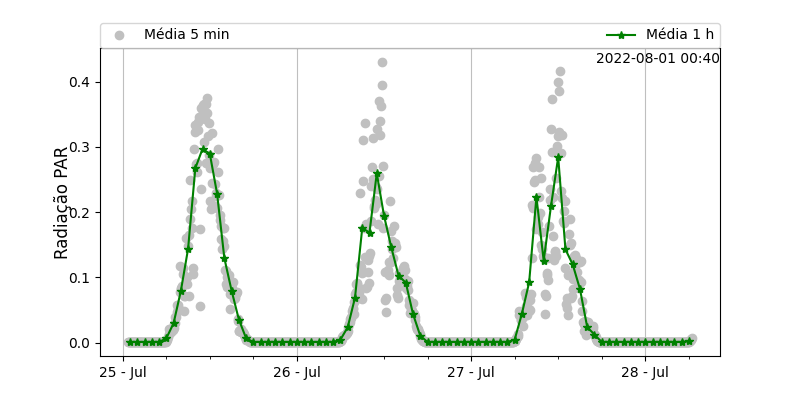 Média 5 min
Média 1 h
2022-08-01 00:40
Radiação PAR
0.4
0.3
0.2
0.1
0.0
25 - Jul
26 - Jul
27 - Jul
28 - Jul